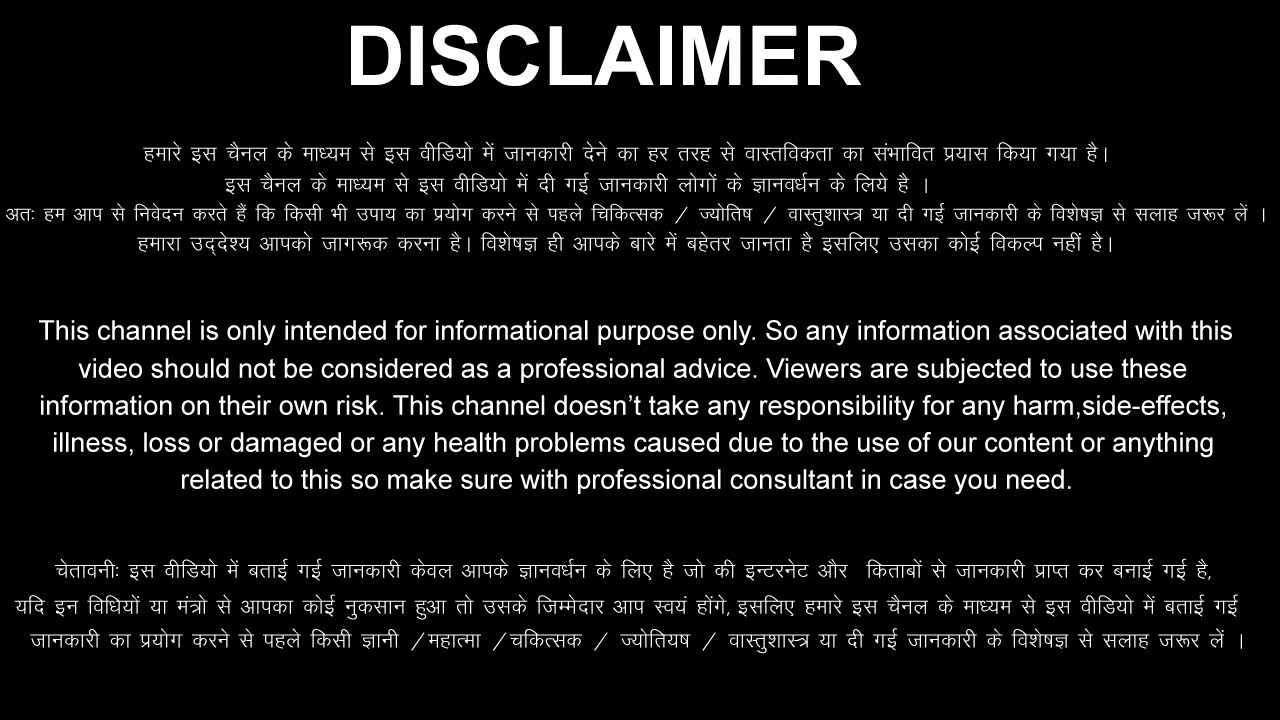 DISCLAIMER
हमारे इस चैनल के माध्यम से इस वीडियो में जानकारी देने का हर तरह से वास्तविकता का संभावित प्रयास किया गया है।
इस चैनल के माध्यम से इस वीडियो में दी गई जानकारी लोगों के ज्ञानवर्धन के लिये है ।
अतः हम आप से निवेदन करते हैं कि किसी भी उपाय का प्रयोग करने से पहले चिकित्सक / ज्योतिष / वास्तुशास्त्र या दी गई जानकारी के विशेषज्ञ से सलाह जरूर लें ।
हमारा उद्देश्य आपको जागरूक करना है। विशेषज्ञ ही आपके बारे में बहेतर जानता है इसलिए उसका कोई विकल्प नहीं है।
This channel is only intended for informational purpose only. So any information associated with this
video should not be considered as a professional advice. Viewers are subjected to use these
information on their own risk. This channel doesn’t take any responsibility for any harm,side-effects,
illness, loss or damaged or any health problems caused due to the use of our content or anything
related to this so make sure with professional consultant in case you need.
चेतावनीः इस वीडियो में बताई गई जानकारी केवल आपके ज्ञानवर्धन के लिए है जो की इन्टरनेट और किताबों से जानकारी प्राप्त कर बनाई गई है,
यदि इन विधियों या मंत्रो से आपका कोई नुकसान हुआ तो उसके जिम्मेदार आप स्वयं होंगे, इसलिए हमारे इस चैनल के माध्यम से इस वीडियो में बताई गई
जानकारी का प्रयोग करने से पहले किसी ज्ञानी /महात्मा /चकित्सक / ज्योतियष / वास्तुशास्त्र या दी गई जानकारी के विशेषज्ञ से सलाह जरूर लें ।